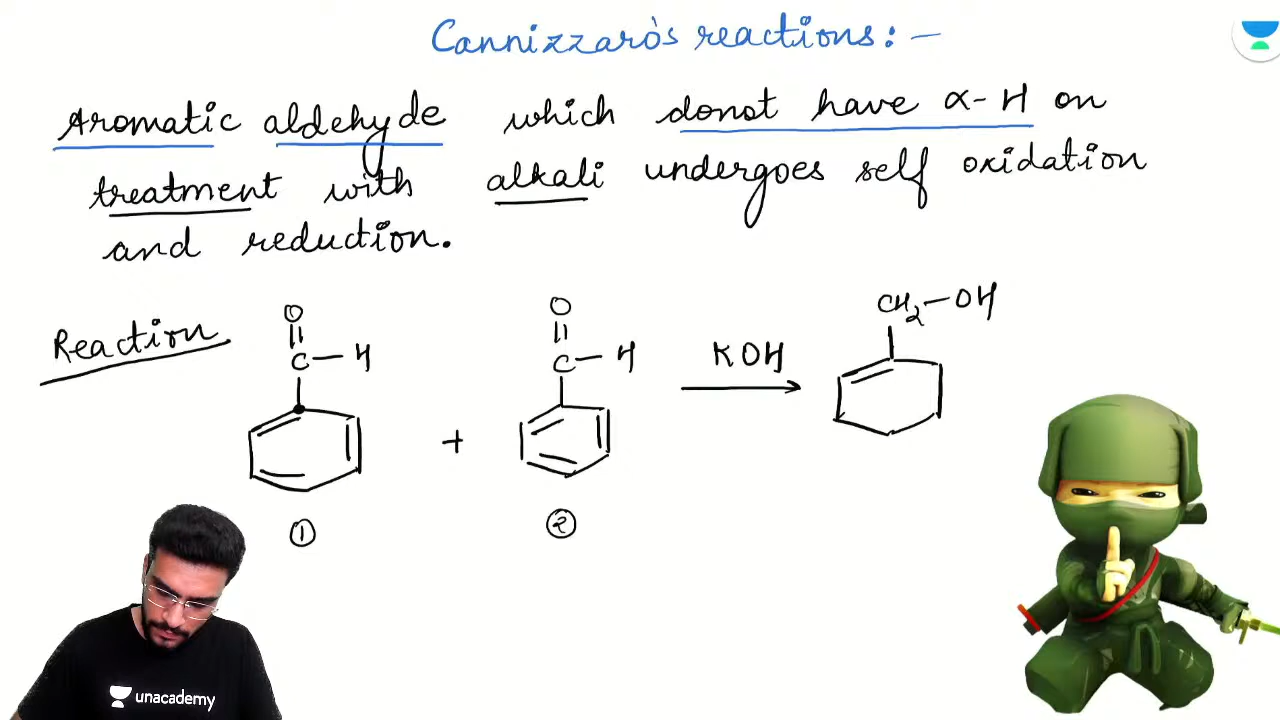 Cannizzaro's reactions:-
Aromatic aldehyde which donot have α-H on
treatment with alkali undergoes self oxidation
and reduction.
Reaction
O
C-H
O
C-H
+
KOH
CH2-OH
1
2
unacademy